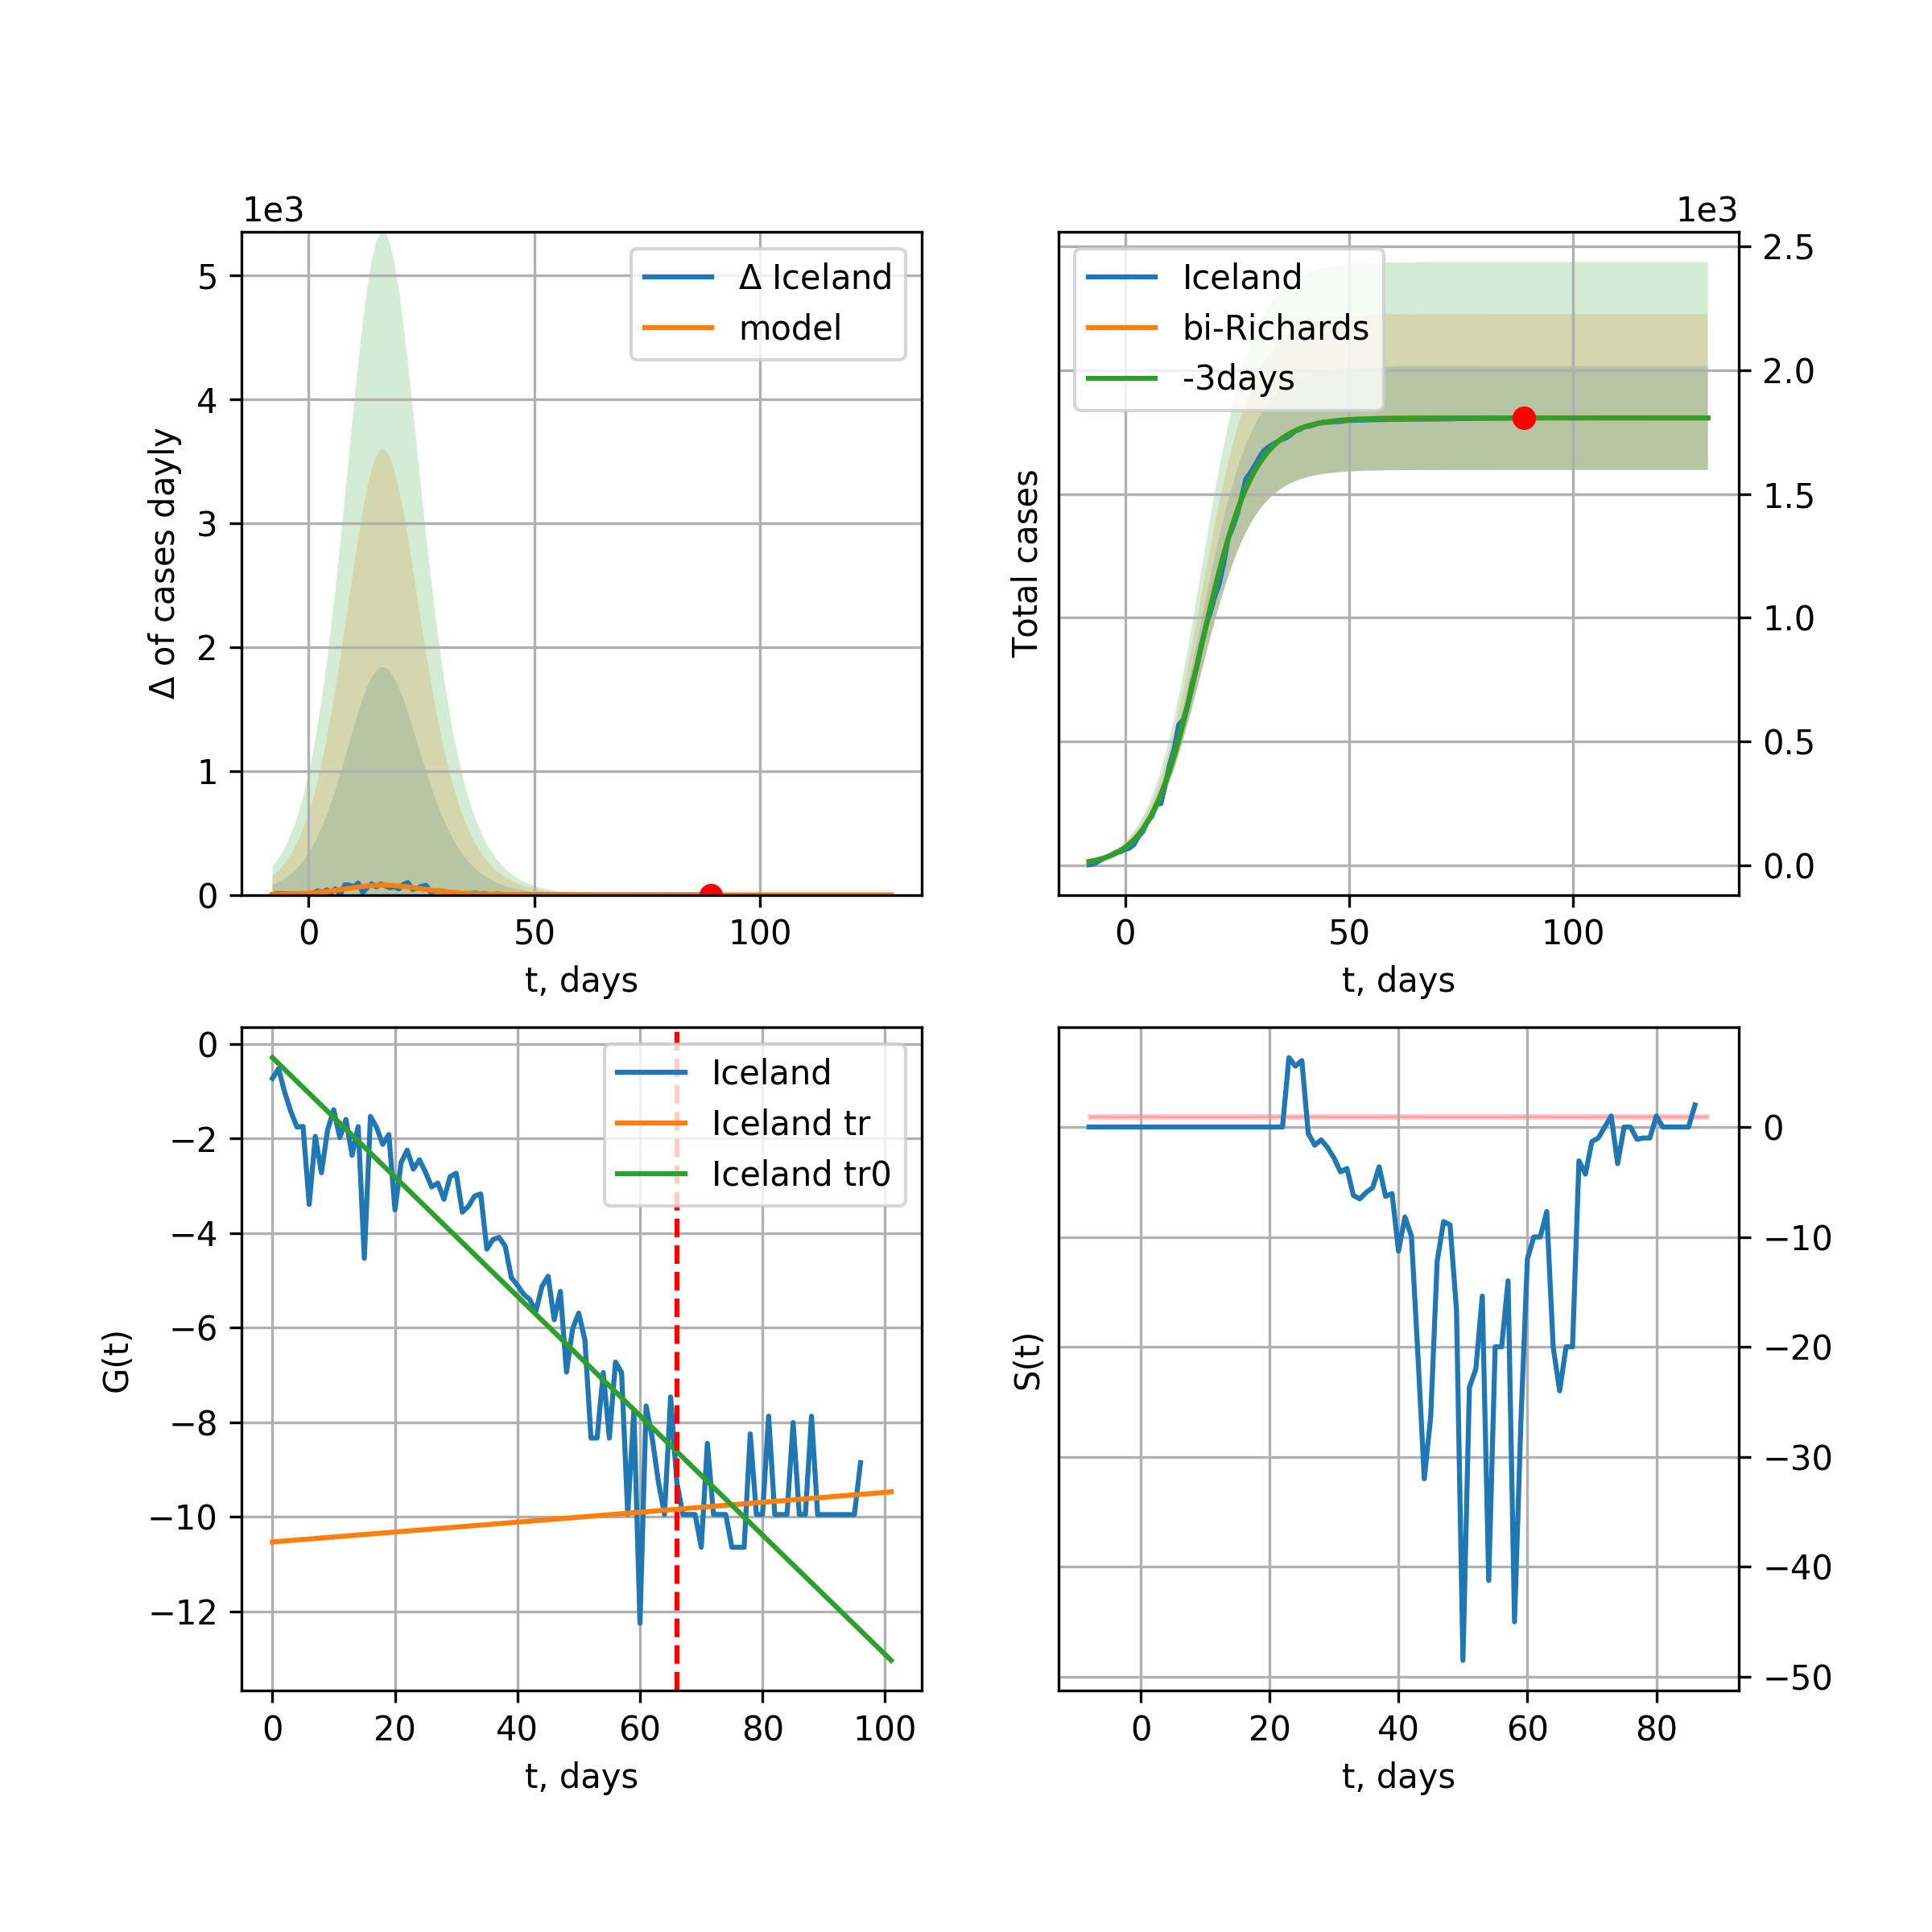 1e3
5
4
3
2
1
0
Δ of cases dayly
0 50 100
t, days
Δ Iceland
model
1e3
2.5
2.0
1.5
1.0
0.5
0.0
Total cases
0 50 100
t, days
Iceland
bi-Richards
-3days
0
−2
−4
−6
−8
−10
−12
G(t)
0 20 40 60 80 100
t, days
Iceland
Iceland tr
Iceland tr0
0
−10
−20
−30
−40
−50
S(t)
0 20 40 60 80
t, days